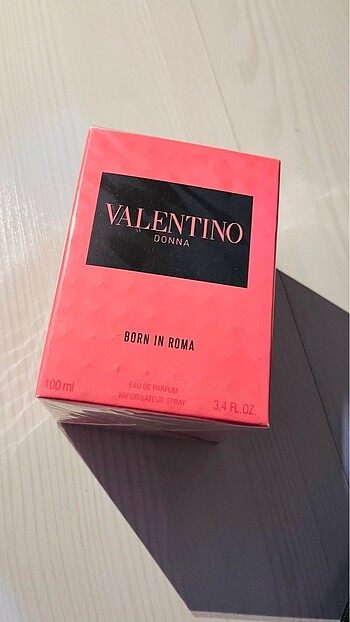 VALENTINO
DONNA
BORN IN ROMA
EAU DE PARFUM
VAPORISATEUR SPRAY
100 ml
3.4 FL.OZ.